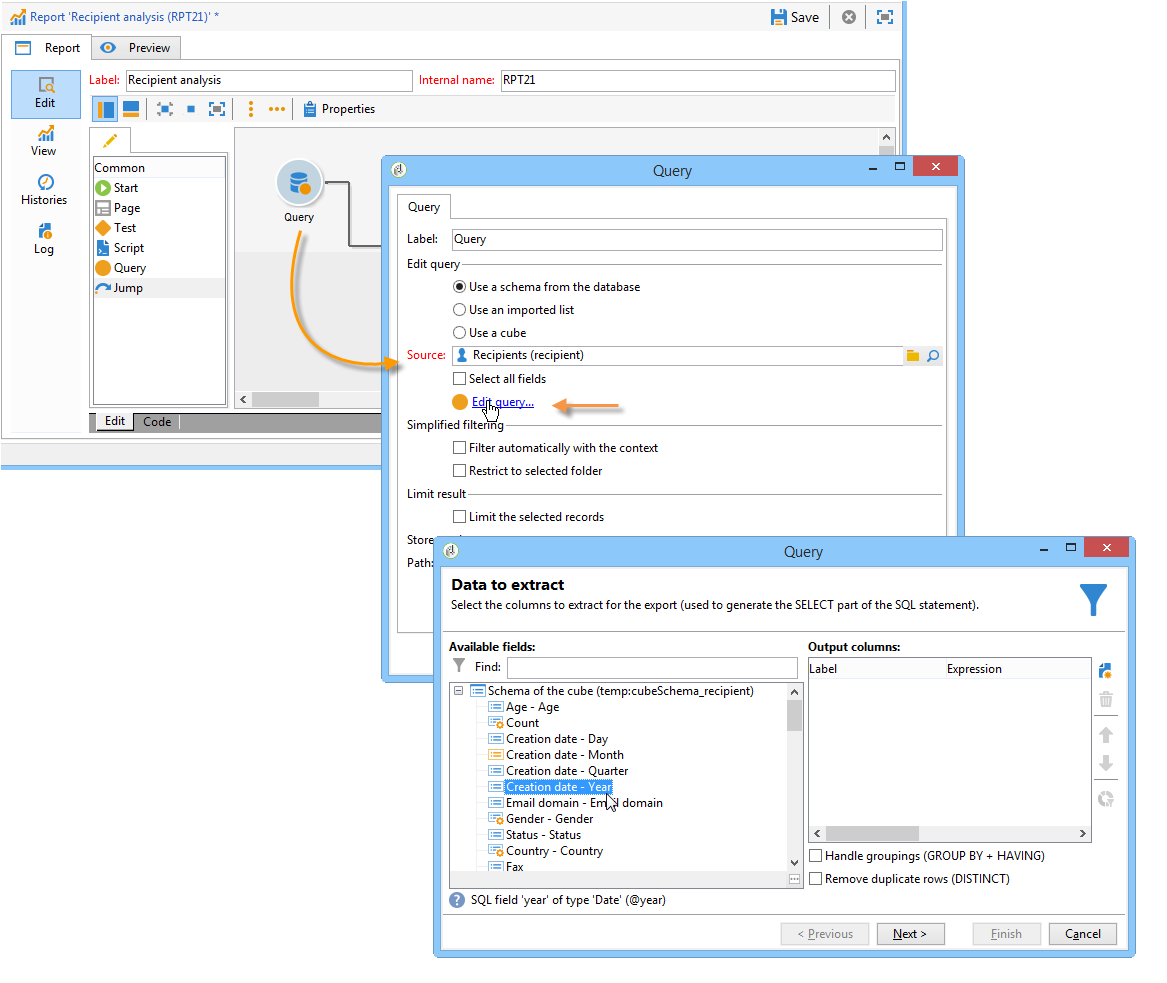 Report 'Recipient analysis (RPT21)' *
Save
Report
Preview
Label: Recipient analysis
Internal name: RPT21
Edit
View
Histories
Log
Properties
Common
Start
Page
Test
Script
Query
Jump
Query
Edit
Code
Query
Query
Label: Query
Edit query
Use a schema from the database
Use an imported list
Use a cube
Source: Recipients (recipient)
Select all fields
Edit query...
Simplified filtering
Filter automatically with the context
Restrict to selected folder
Limit result
Limit the selected records
Store
Path:
Query
Data to extract
Select the columns to extract for the export (used to generate the SELECT part of the SQL statement).
Available fields:
Find:
Schema of the cube (temp:cubeSchema_recipient)
Age - Age
Count
Creation date - Day
Creation date - Month
Creation date - Quarter
Creation date - Year
Email domain - Email domain
Gender - Gender
Status - Status
Country - Country
Fax
Output columns:
Label Expression
Handle groupings (GROUP BY + HAVING)
Remove duplicate rows (DISTINCT)
SQL field 'year' of type 'Date' (@year)
< Previous
Next >
Finish
Cancel